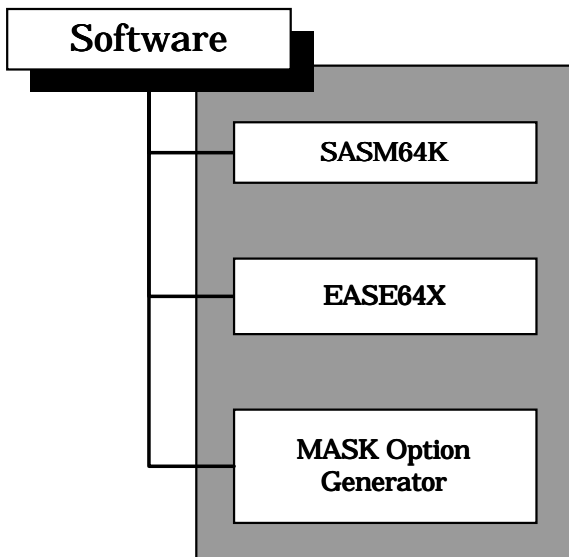 Software
SASM64K
EASE64X
MASK Option
Generator